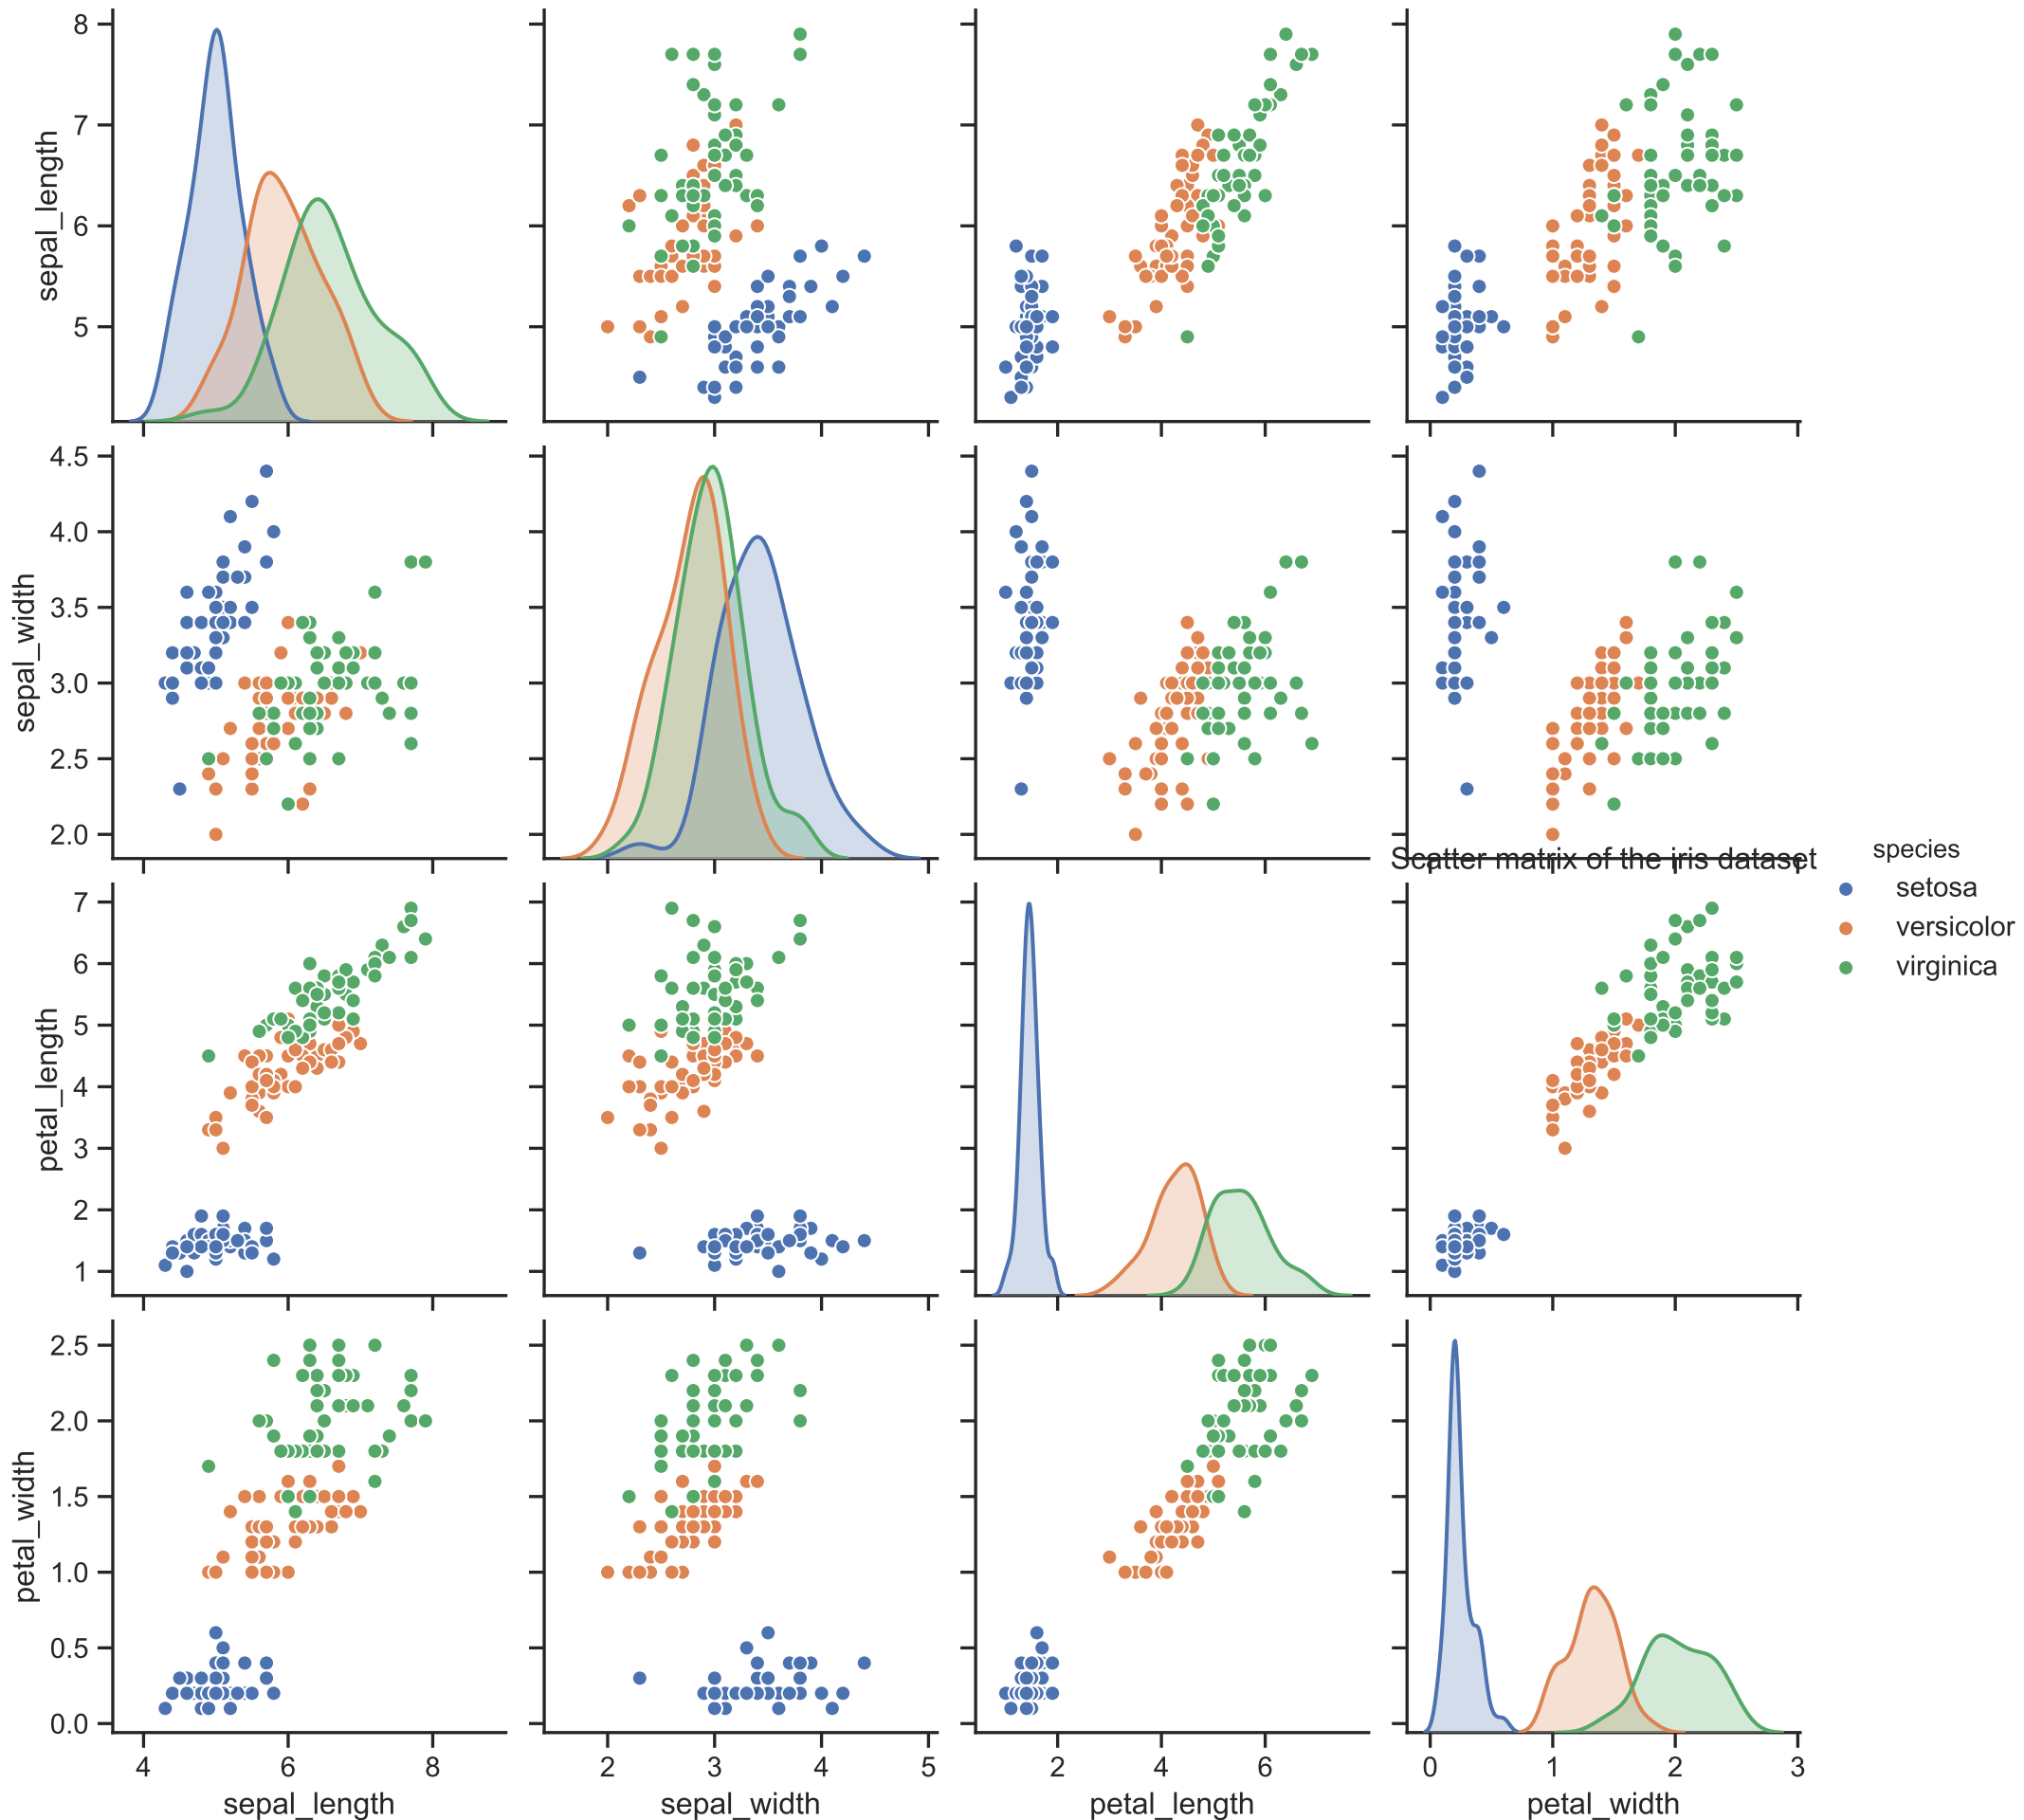 8
7
6
5
sepal_length
4 6 8
2 3 4 5
2 4 6
0 1 2 3
4.5
4.0
3.5
3.0
2.5
2.0
sepal_width
Scatter matrix of the iris dataset
species
setosa
versicolor
virginica
7
6
5
4
3
2
1
petal_length
2.5
2.0
1.5
1.0
0.5
0.0
petal_width
sepal_length sepal_width petal_length petal_width